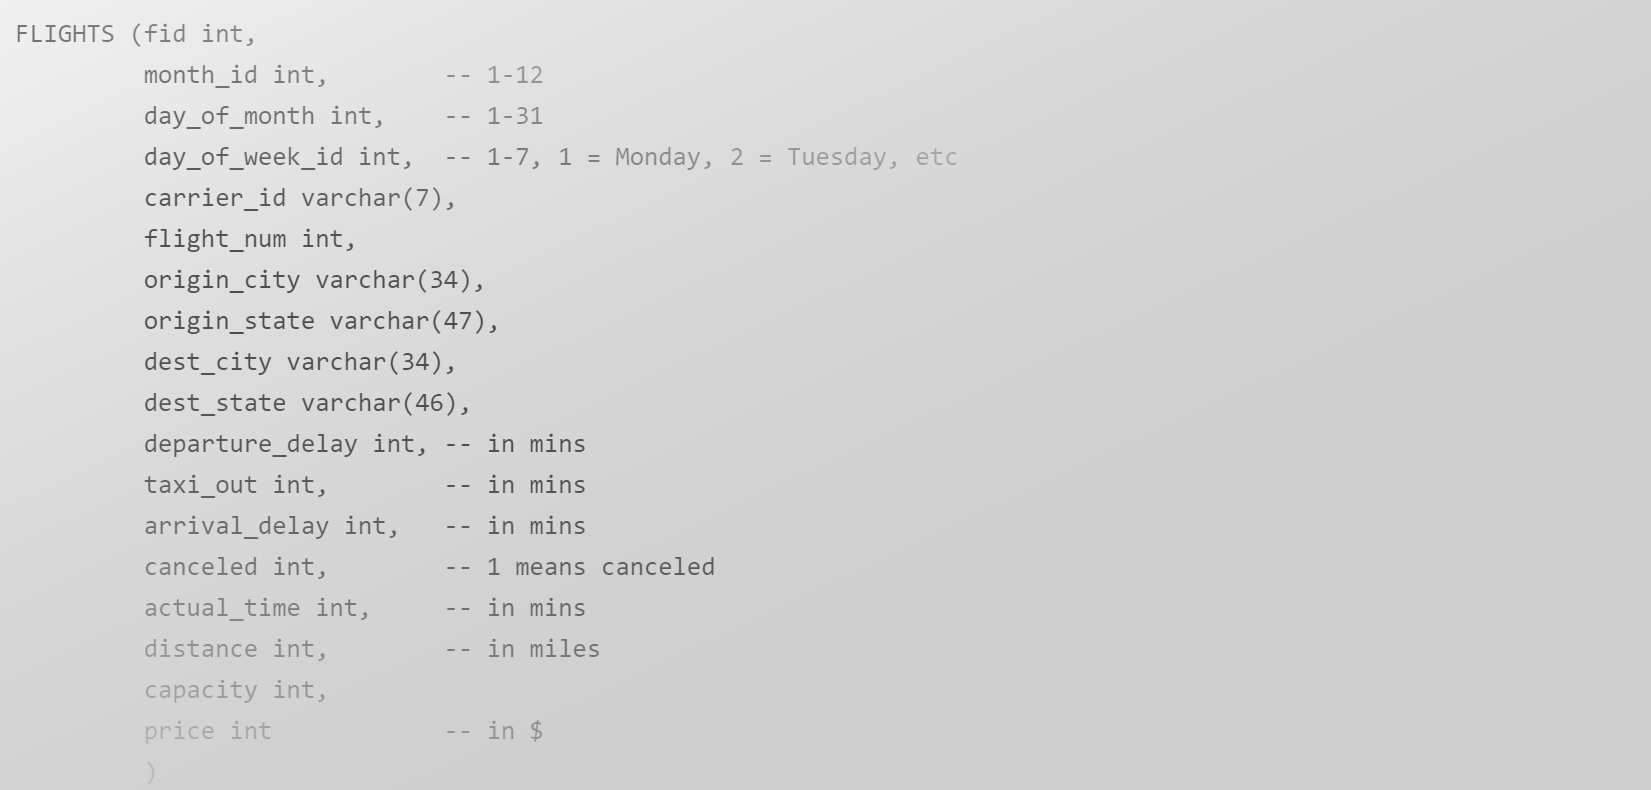 FLIGHTS (fid int,
         month_id int,        -- 1-12
         day_of_month int,    -- 1-31
         day_of_week_id int,  -- 1-7, 1 = Monday, 2 = Tuesday, etc
         carrier_id varchar(7),
         flight_num int,
         origin_city varchar(34),
         origin_state varchar(47),
         dest_city varchar(34),
         dest_state varchar(46),
         departure_delay int, -- in mins
         taxi_out int,        -- in mins
         arrival_delay int,   -- in mins
         canceled int,        -- 1 means canceled
         actual_time int,     -- in mins
         distance int,        -- in miles
         capacity int,
         price int            -- in $
         )